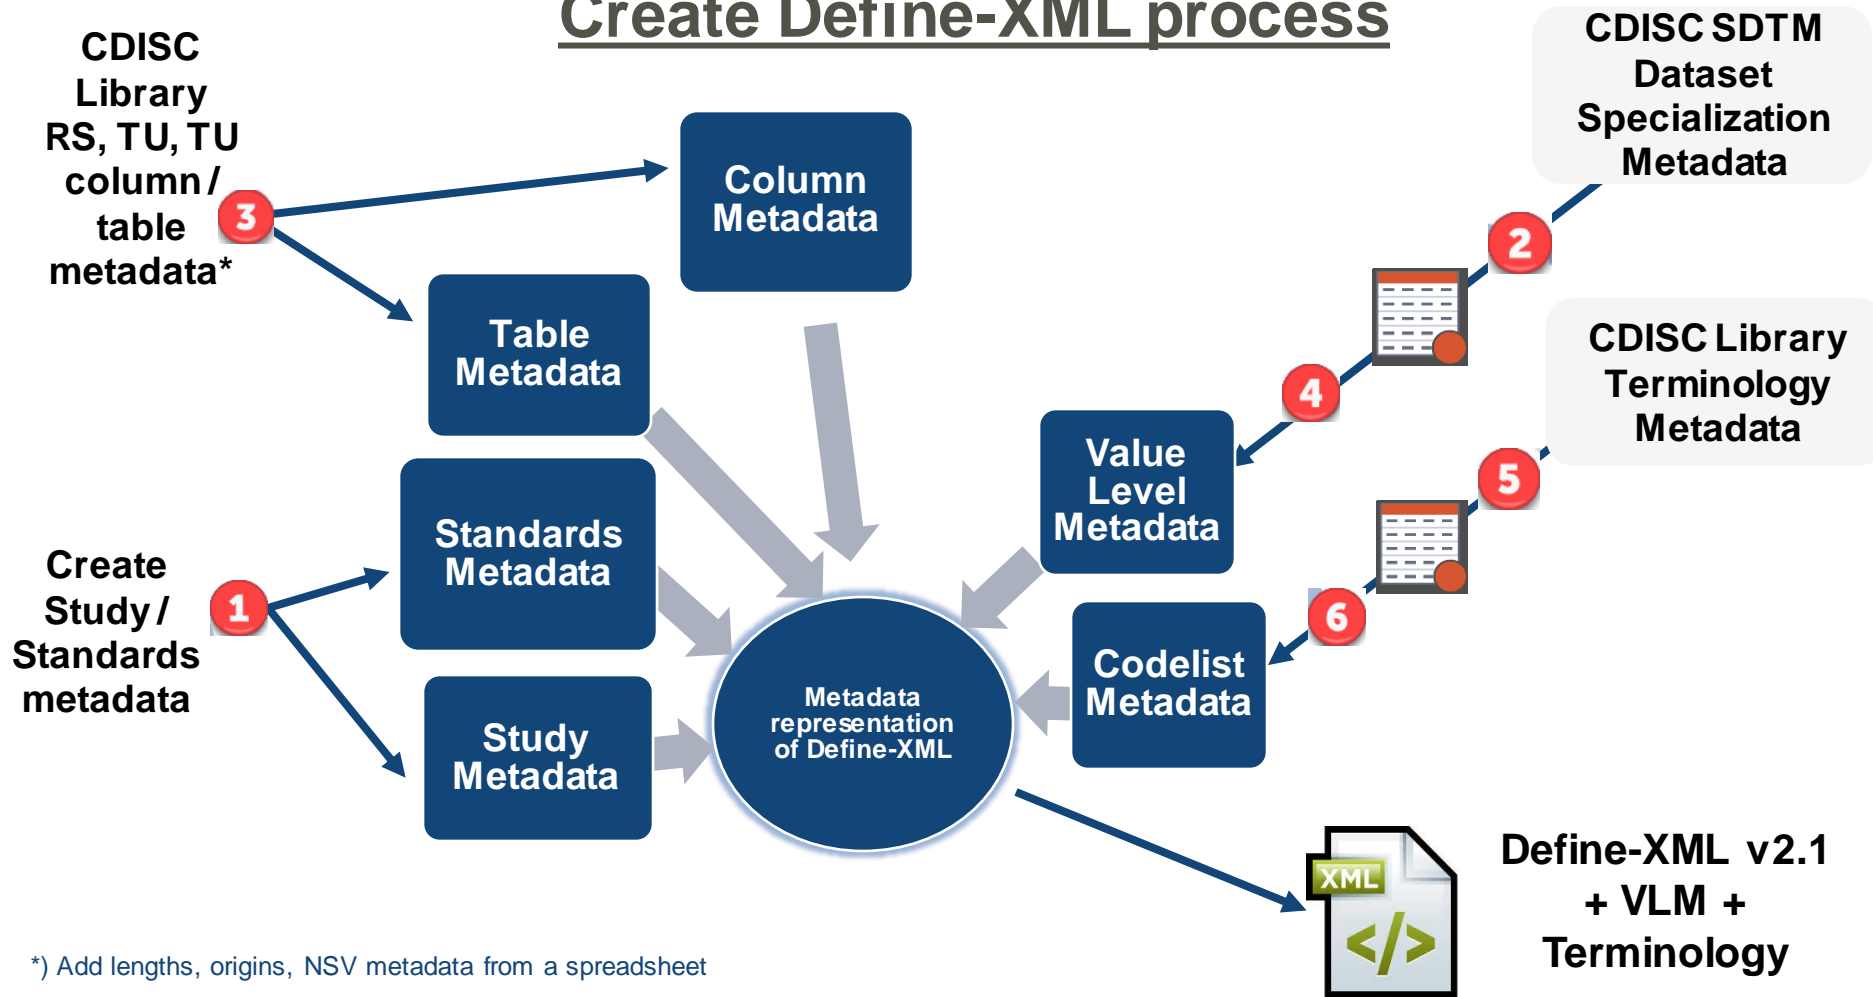 Create Define-XML process
CDISC
Library
RS, TU, TU
column /
table
metadata*
3
Column
Metadata
CDISC SDTM
Dataset
Specialization
Metadata
2
Table
Metadata
CDISC Library
Terminology
Metadata
4
Value
Level
Metadata
5
Standards
Metadata
Create
Study /
Standards
metadata
1
6
Codelist
Metadata
Study
Metadata
Metadata
representation
of Define-XML
XML
</>
Define-XML v2.1
+ VLM +
Terminology
*) Add lengths, origins, NSV metadata from a spreadsheet